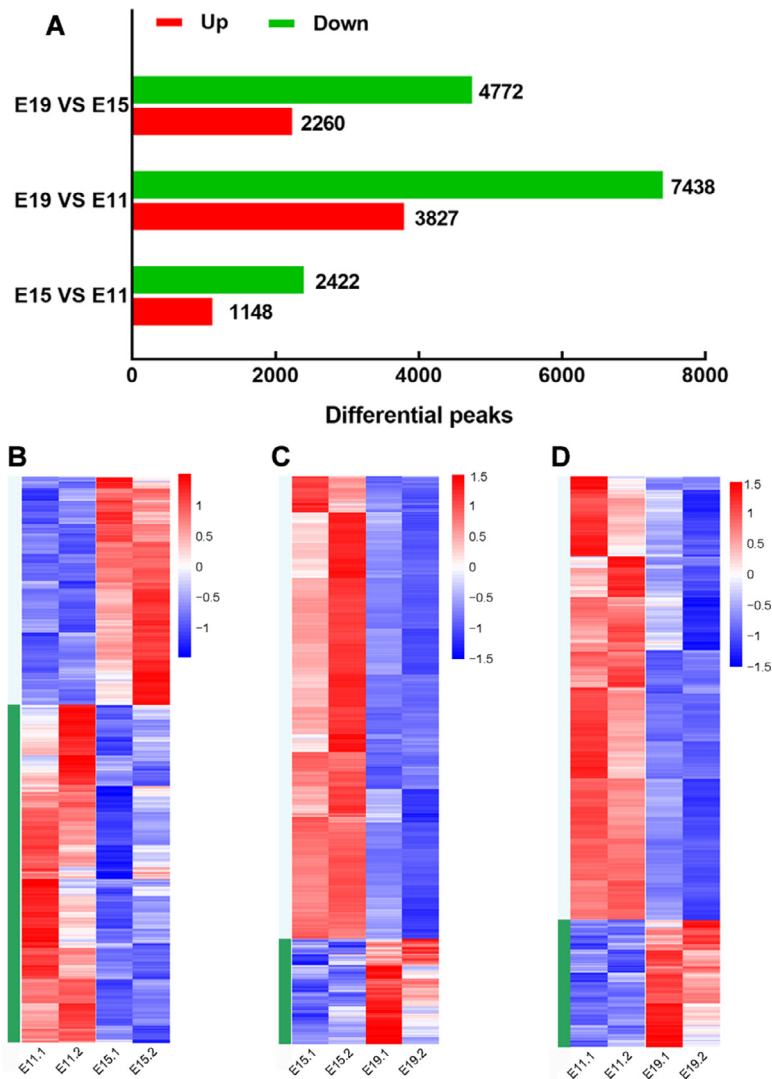 A
Up
Down
E19 VS E15
4772
2260
E19 VS E11
7438
3827
E15 VS E11
2422
1148
0 2000 4000 6000 8000
Differential peaks
B
1
0.5
0
−0.5
−1
E11.1 E11.2 E15.1 E15.2
C
1.5
1
0.5
0
−0.5
−1
−1.5
E15.1 E15.2 E19.1 E19.2
D
1.5
1
0.5
0
−0.5
−1
−1.5
E11.1 E11.2 E19.1 E19.2